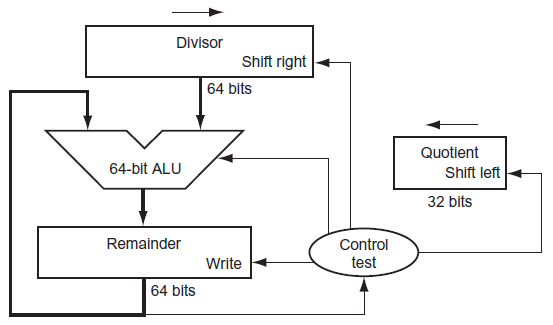 Divisor
Shift right
64 bits
64-bit ALU
Quotient
Shift left
32 bits
Remainder
Write
Control
test
64 bits